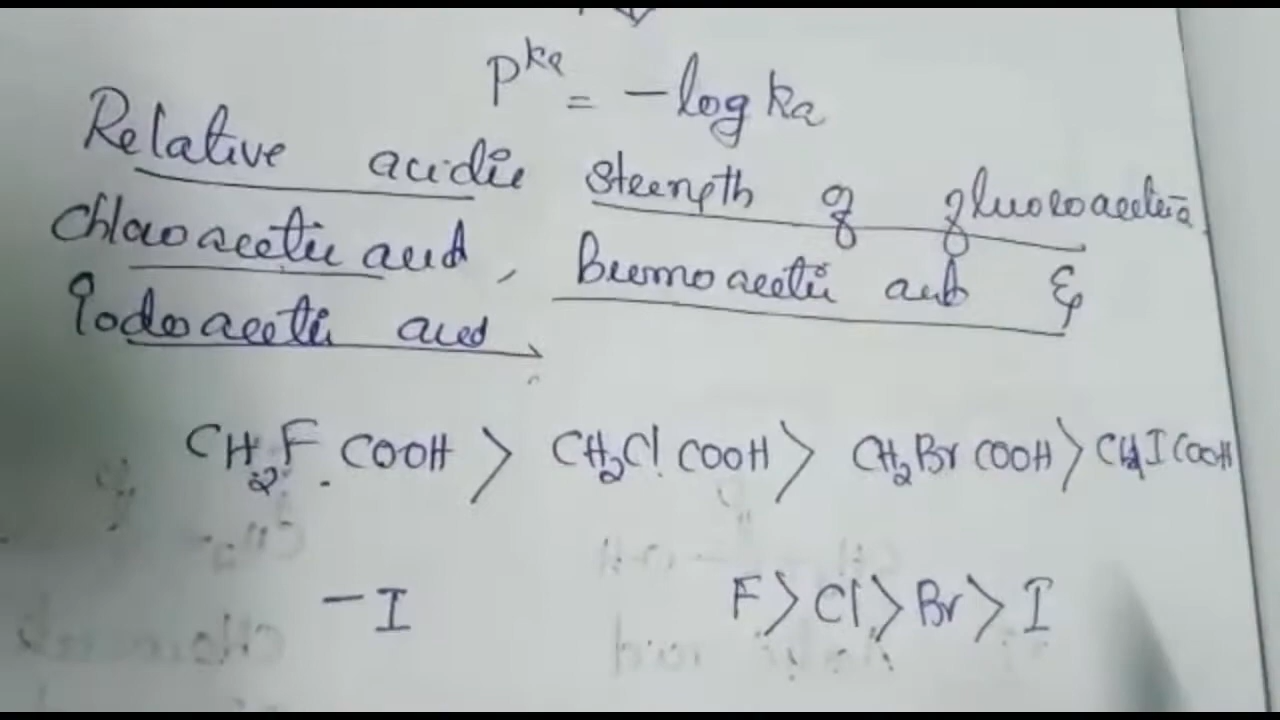 pka = -log ka
Relative acidic strength of fluoroacetic
Chloroacetic acid, Bromoacetic acid &
Iodoacetic acid
CH2F.COOH > CH2Cl COOH > CH2Br COOH > CH2I COOH
-I F > Cl > Br > I